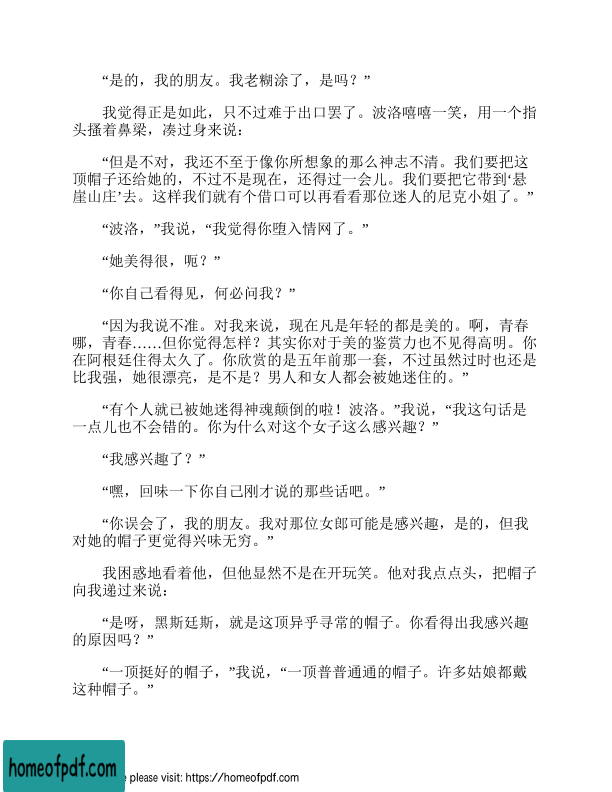 “是的，我的朋友。我老糊涂了，是吗？”
我觉得正是如此，只不过难于出口罢了。波洛嘻嘻一笑，用一个指
头搔着鼻梁，凑过身来说：
“但是不对，我还不至于像你所想象的那么神志不清。我们要把这
顶帽子还给她的，不过不是现在，还得过一会儿。我们要把它带到‘悬
崖山庄’去。这样我们就有个借口可以再看看那位迷人的尼克小姐了。”
“波洛，”我说，“我觉得你堕入情网了。”
“她美得很，呃？”
“你自己看得见，何必问我？”
“因为我说不准。对我来说，现在凡是年轻的都是美的。啊，青春
哪，青春……但你觉得怎样？其实你对于美的鉴赏力也不见得高明。你
在阿根廷住得太久了。你欣赏的是五年前那一套，不过虽然过时也还是
比我强，她很漂亮，是不是？男人和女人都会被她迷住的。”
“有个人就已被她迷得神魂颠倒的啦！波洛。”我说，“我这句话是
一点儿也不会错的。你为什么对这个女子这么感兴趣？”
“我感兴趣了？”
“嘿，回味一下你自己刚才说的那些话吧。”
“你误会了，我的朋友。我对那位女郎可能是感兴趣，是的，但我
对她的帽子更觉得兴味无穷。”
我困惑地看着他，但他显然不是在开玩笑。他对我点点头，把帽子
向我递过来说：
“是呀，黑斯廷斯，就是这顶异乎寻常的帽子。你看得出我感兴趣
的原因吗？”
“一顶挺好的帽子，”我说，“一顶普普通通的帽子。许多姑娘都戴
这种帽子。”
homeofpdf.com
please visit: https://homeofpdf.com